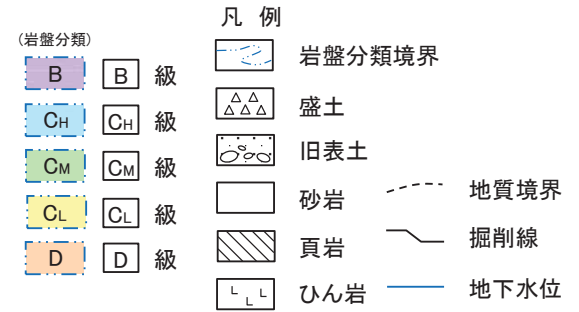 凡 例
(岩盤分類)
B B 級
CH CH 級
CM CM 級
CL CL 級
D D 級
岩盤分類境界
盛土
旧表土
砂岩
頁岩
ひん岩
地質境界
掘削線
地下水位